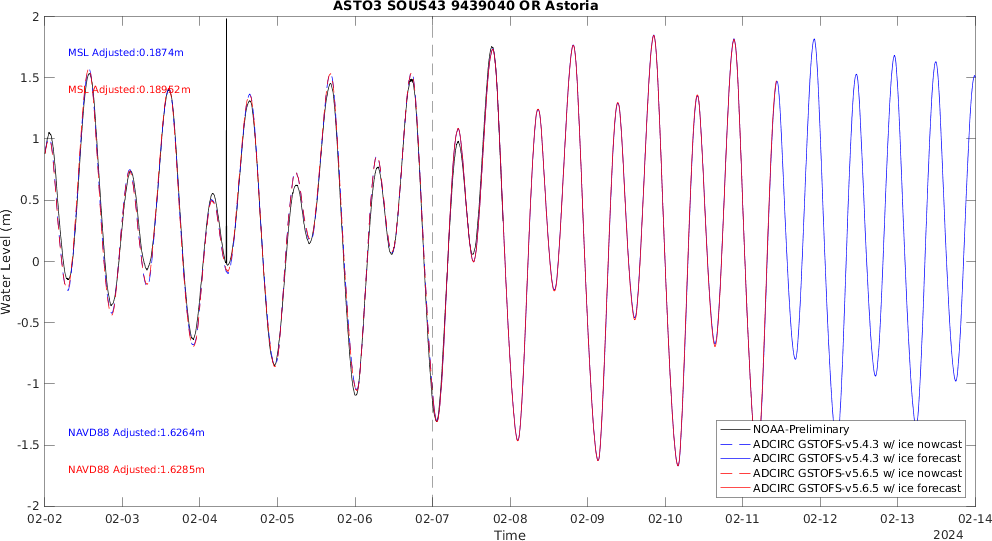 ASTO3 SOUS43 9439040 OR Astoria
2
1.5
1
0.5
0
-0.5
-1
-1.5
-2
Water Level (m)
MSL Adjusted:0.1874m
MSL Adjusted:0.18952m
NAVD88 Adjusted:1.6264m
NAVD88 Adjusted:1.6285m
NOAA-Preliminary
ADCIRC GSTOFS-v5.4.3 w/ ice nowcast
ADCIRC GSTOFS-v5.4.3 w/ ice forecast
ADCIRC GSTOFS-v5.6.5 w/ ice nowcast
ADCIRC GSTOFS-v5.6.5 w/ ice forecast
02-02 02-03 02-04 02-05 02-06 02-07 02-08 02-09 02-10 02-11 02-12 02-13 02-14
Time
2024